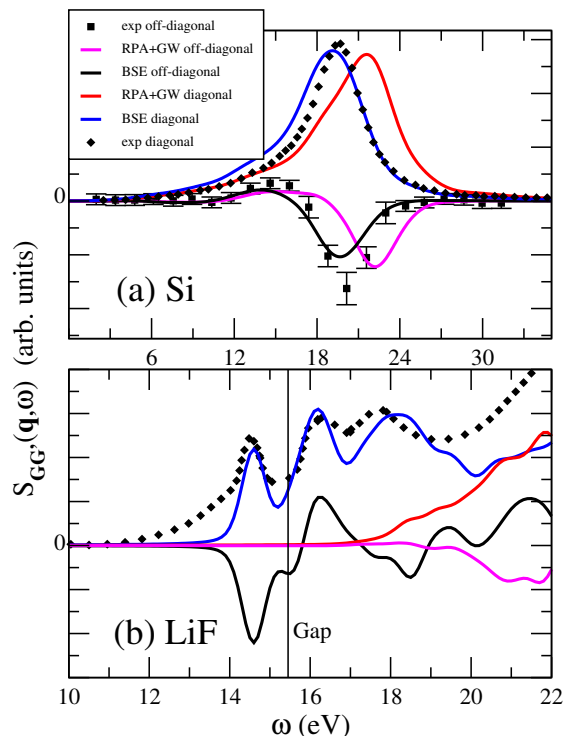 exp off-diagonal
RPA+GW off-diagonal
BSE off-diagonal
RPA+GW diagonal
BSE diagonal
exp diagonal
0
(a) Si
6 12 18 24 30
S_GG'(q,ω) (arb. units)
0
(b) LiF
Gap
10 12 14 16 18 20 22
ω (eV)